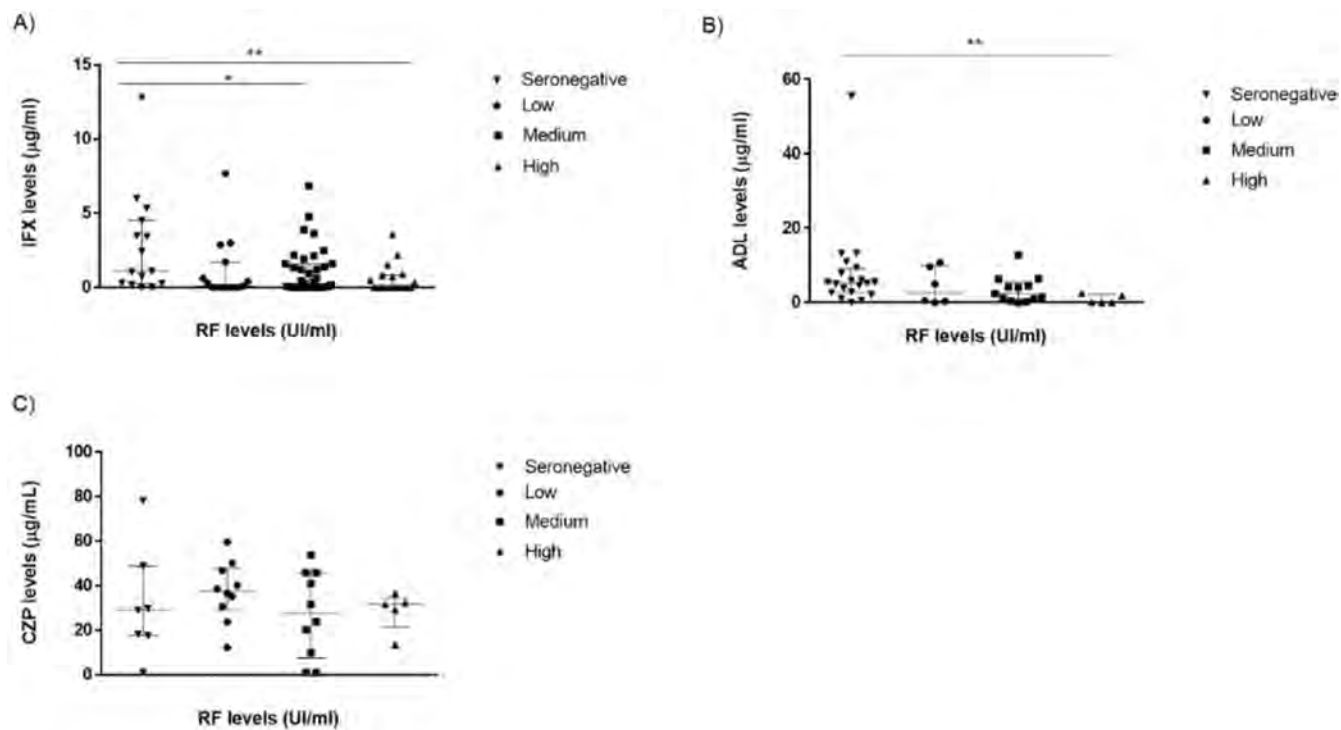 A)
**
*
15
10
5
0
IFX levels (µg/ml)
RF levels (UI/ml)
Seronegative
Low
Medium
High
B)
**
60
40
20
10
0
ADL levels (µg/ml)
RF levels (UI/ml)
Seronegative
Low
Medium
High
C)
100
80
60
40
20
0
CZP levels (µg/mL)
RF levels (UI/ml)
Seronegative
Low
Medium
High